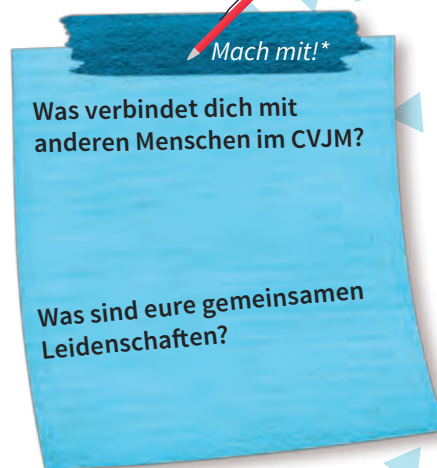 Mach mit!*
Was verbindet dich mit
anderen Menschen im CVJM?
Was sind eure gemeinsamen
Leidenschaften?